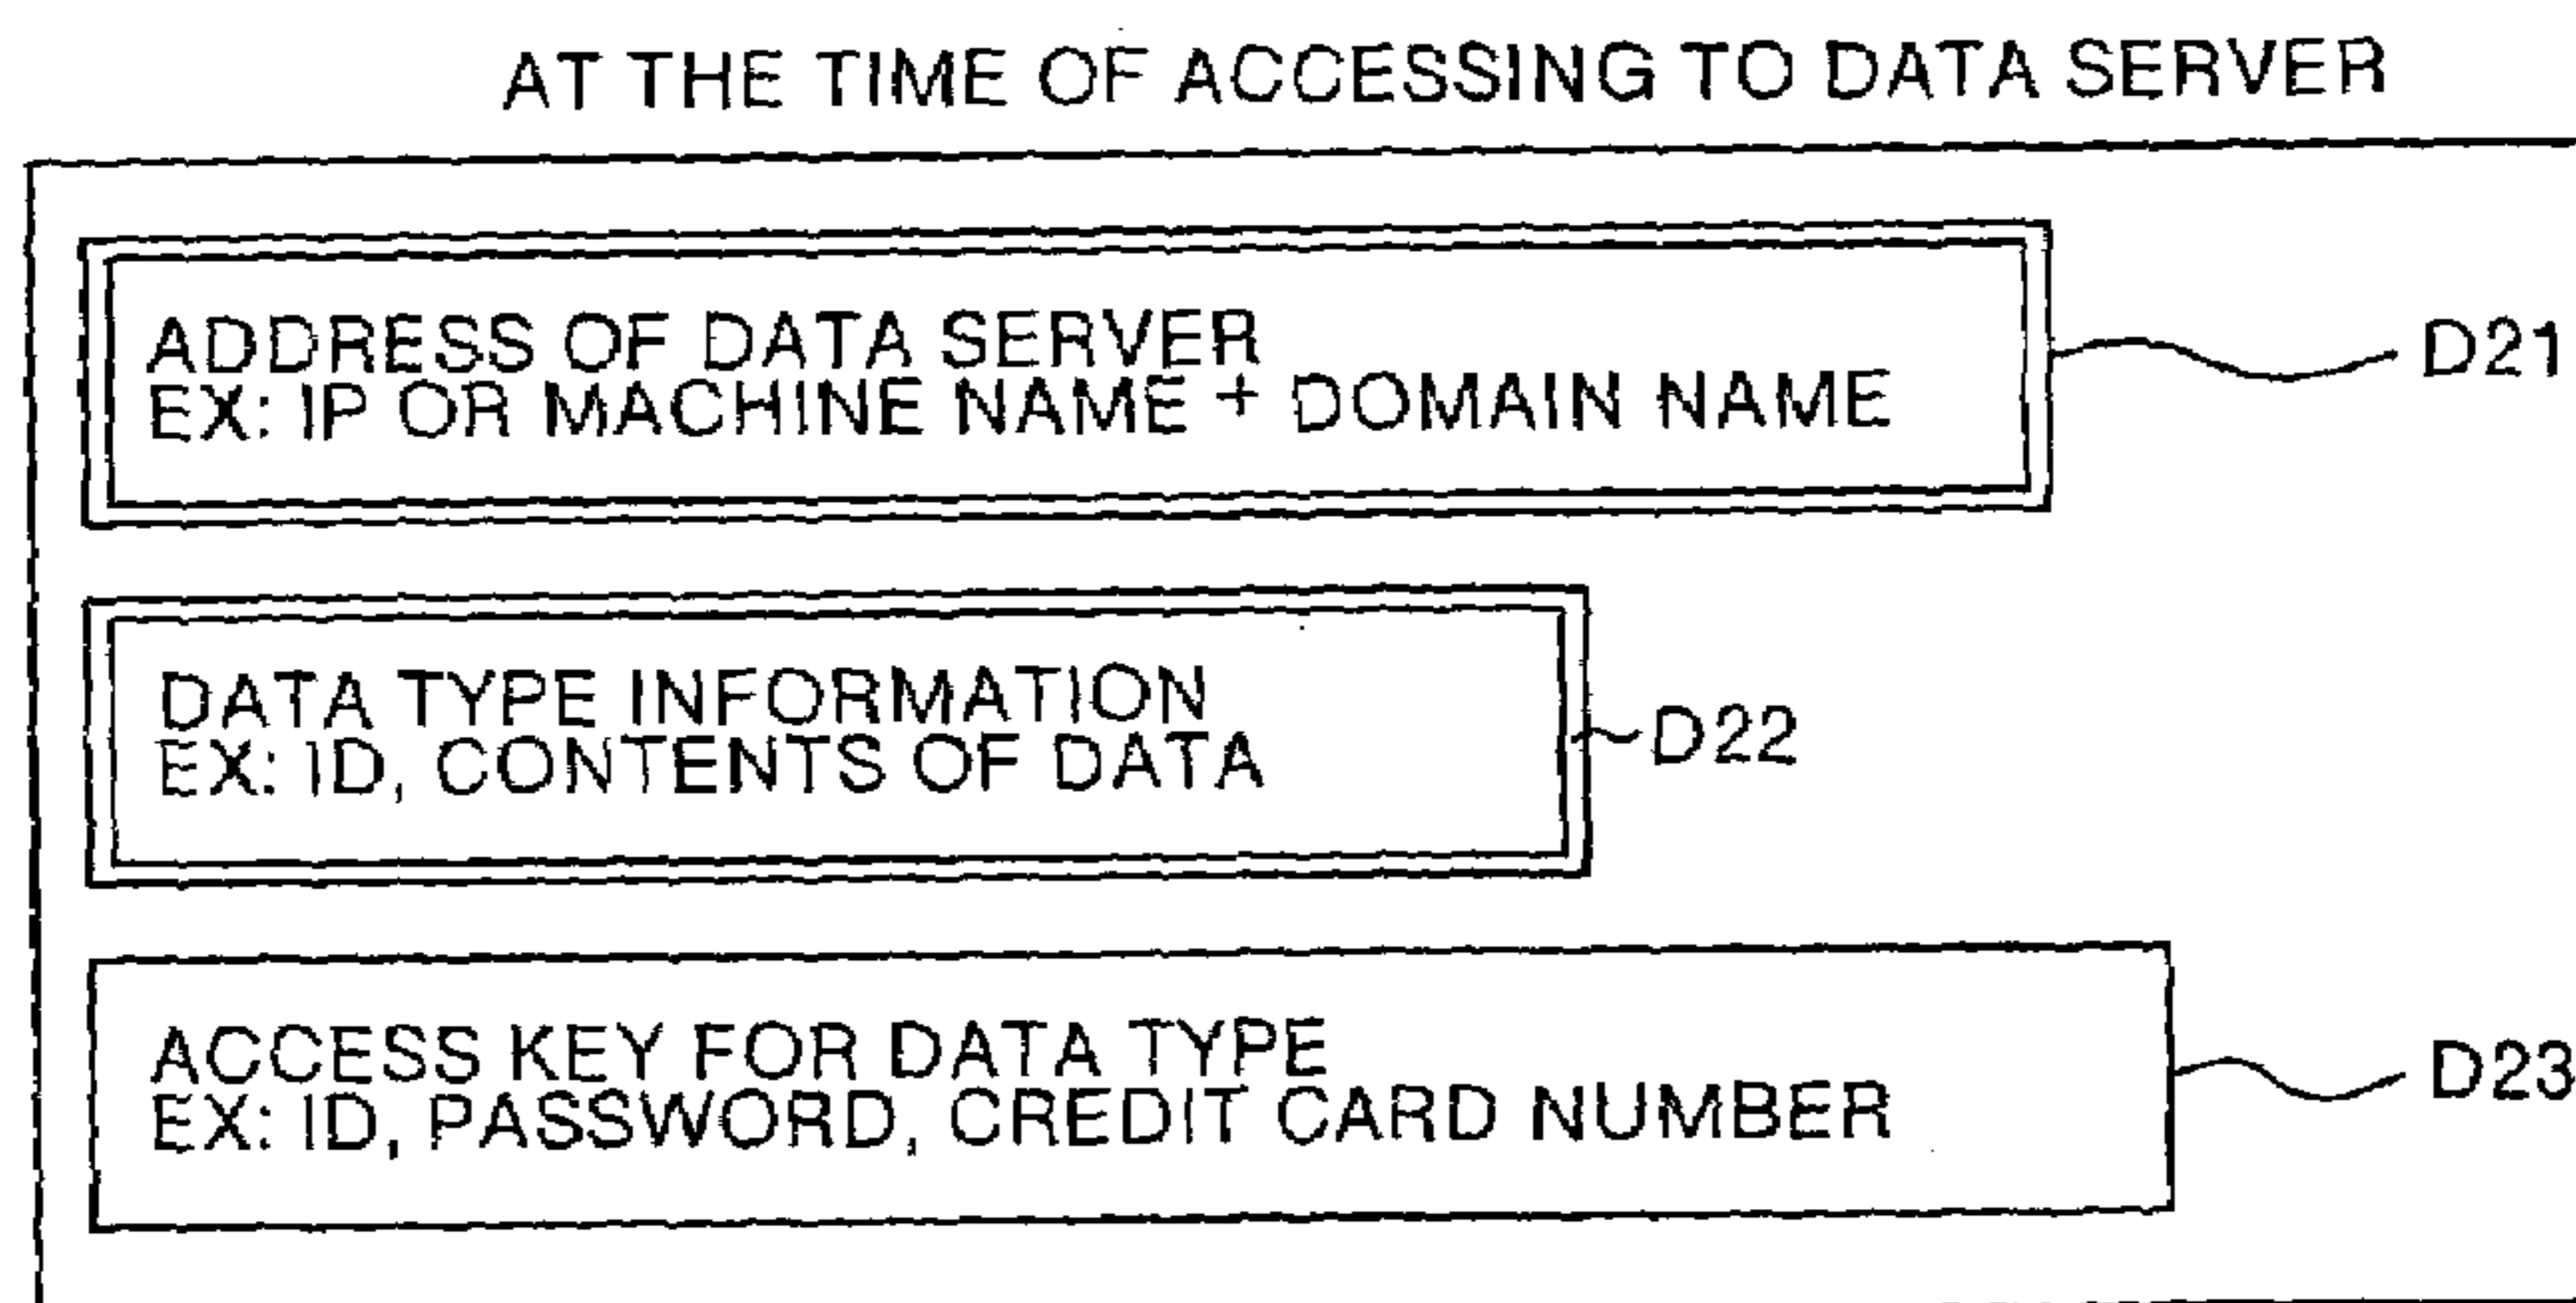 AT THE TIME OF ACCESSING TO DATA SERVER
ADDRESS OF DATA SERVER
EX: IP OR MACHINE NAME + DOMAIN NAME
D21
DATA TYPE INFORMATION
EX: ID, CONTENTS OF DATA
D22
ACCESS KEY FOR DATA TYPE
EX: ID, PASSWORD, CREDIT CARD NUMBER
D23